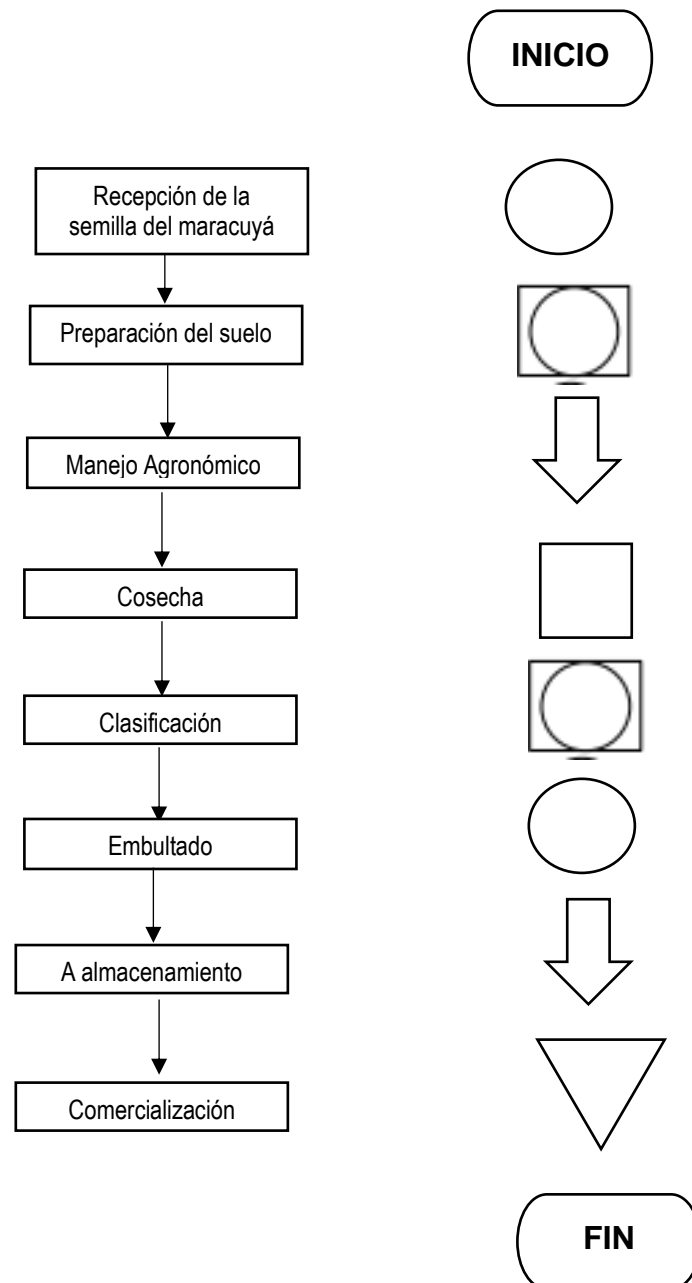 INICIO
Recepción de la
semilla del maracuyá
Preparación del suelo
Manejo Agronómico
Cosecha
Clasificación
Embultado
A almacenamiento
Comercialización
FIN